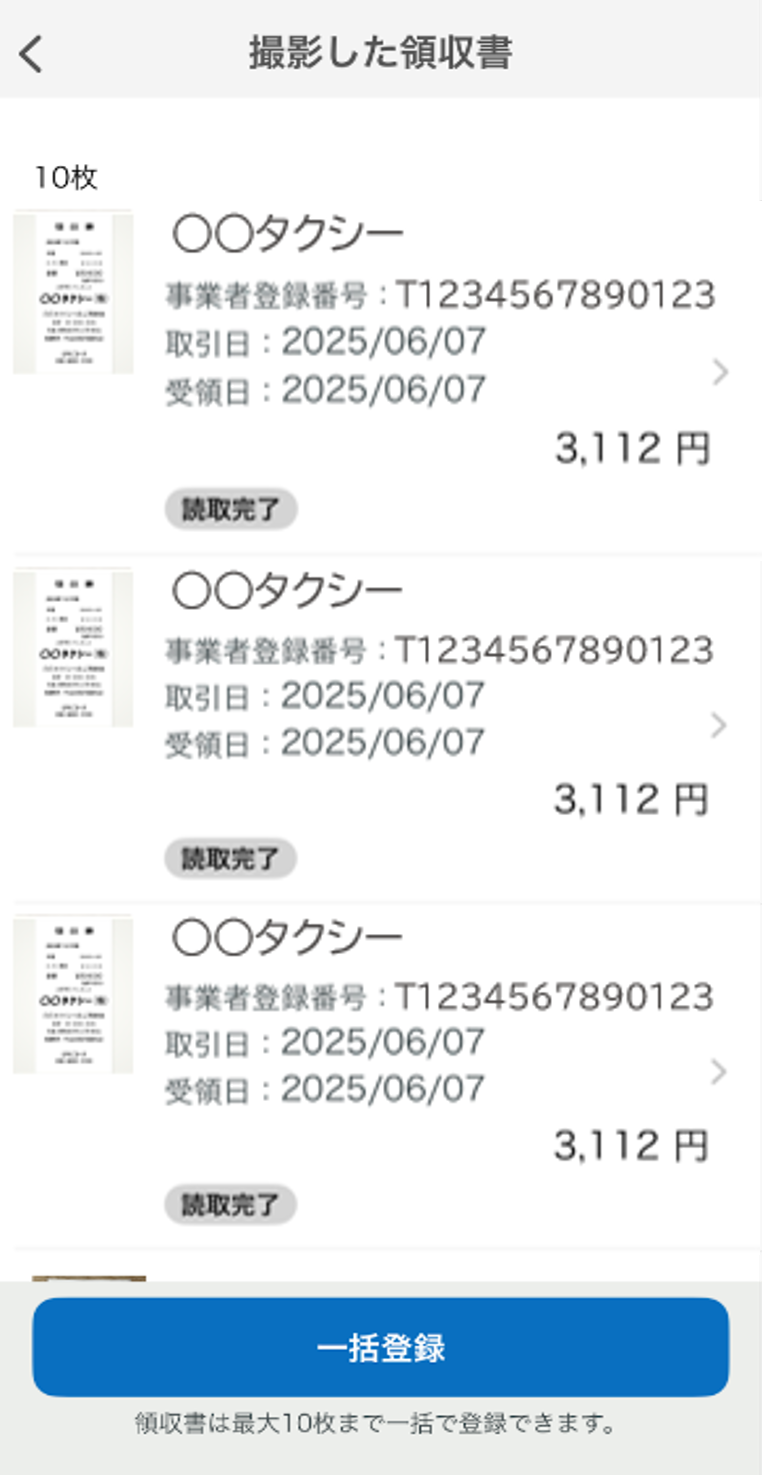 撮影した領収書
10枚
〇〇タクシー
事業者登録番号：T1234567890123
取引日：2025/06/07
受領日：2025/06/07
3,112 円
読取完了
〇〇タクシー
事業者登録番号：T1234567890123
取引日：2025/06/07
受領日：2025/06/07
3,112 円
読取完了
〇〇タクシー
事業者登録番号：T1234567890123
取引日：2025/06/07
受領日：2025/06/07
3,112 円
読取完了
一括登録
領収書は最大10枚まで一括で登録できます。